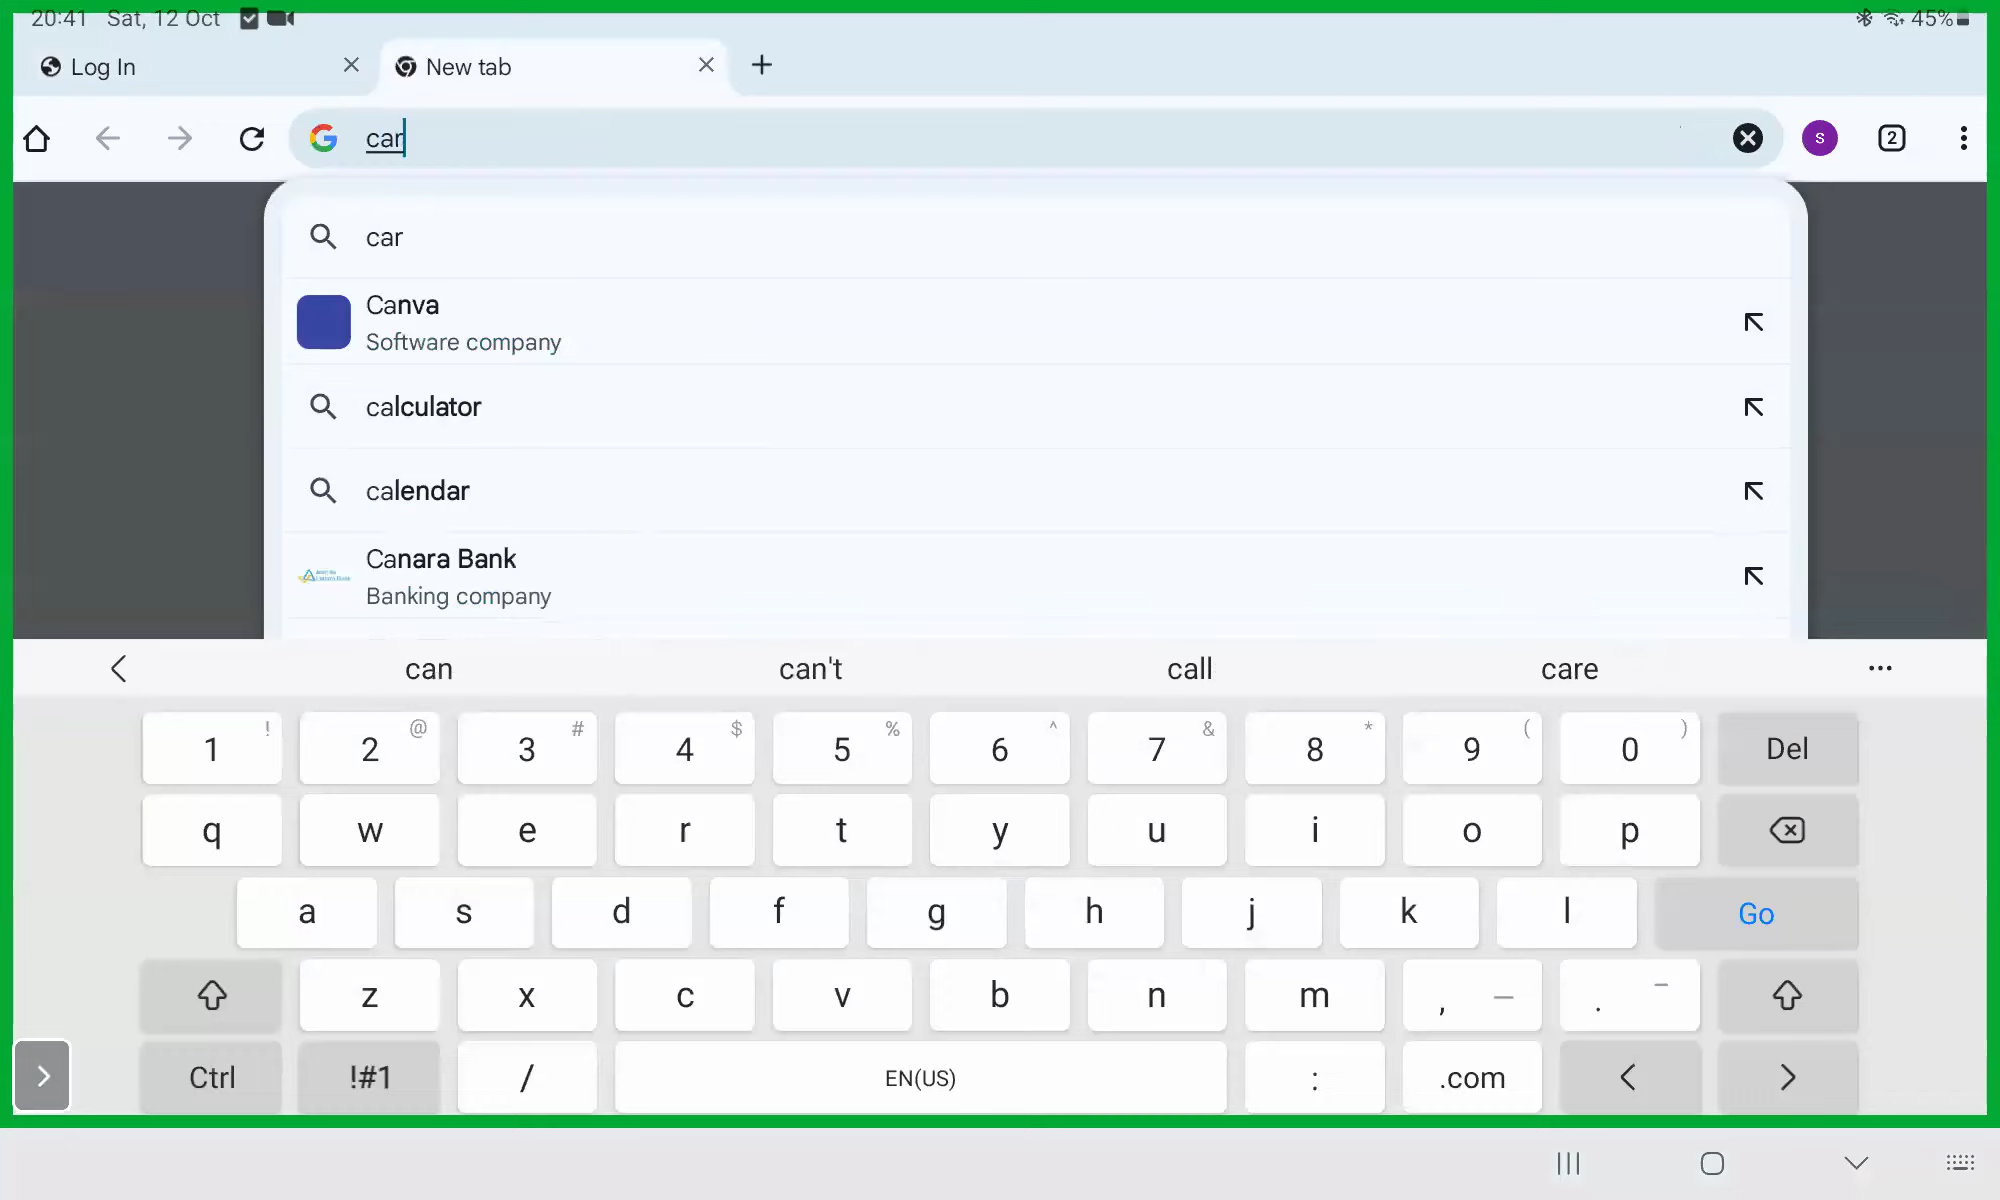 20:41 Sat, 12 Oct 45%
Log In New tab
car S 2
car
Canva
Software company
calculator
calendar
Canara Bank
Banking company
can can't call care
1 ! 2 @ 3 # 4 $ 5 % 6 ^ 7 & 8 * 9 ( 0 ) Del
q w e r t y u i o p
a s d f g h j k l Go
z x c v b n m , — . -
Ctrl !#1 / EN(US) : .com < >